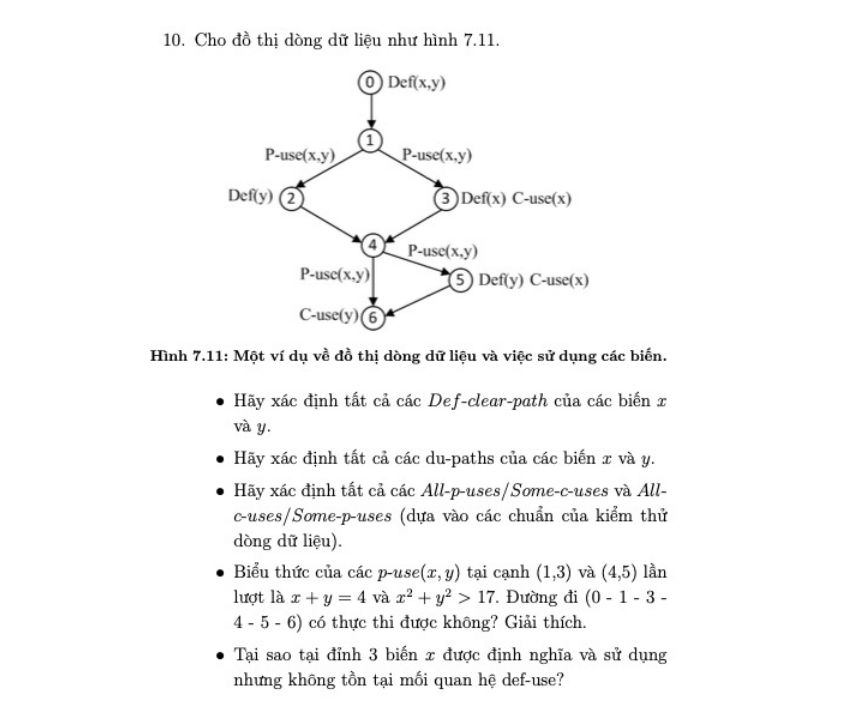 10. Cho đồ thị dòng dữ liệu như hình 7.11.
0 Def(x,y)
1
P-use(x,y) P-use(x,y)
Def(y) 2 3 Def(x) C-use(x)
4 P-use(x,y)
P-use(x,y) 5 Def(y) C-use(x)
C-use(y) 6
Hình 7.11: Một ví dụ về đồ thị dòng dữ liệu và việc sử dụng các biến.
• Hãy xác định tất cả các Def-clear-path của các biến x
và y.
• Hãy xác định tất cả các du-paths của các biến x và y.
• Hãy xác định tất cả các All-p-uses/Some-c-uses và All-
c-uses/Some-p-uses (dựa vào các chuẩn của kiểm thử
dòng dữ liệu).
• Biểu thức của các p-use(x, y) tại cạnh (1,3) và (4,5) lần
lượt là x + y = 4 và x² + y² > 17. Đường đi (0 - 1 - 3 -
4 - 5 - 6) có thực thi được không? Giải thích.
• Tại sao tại đỉnh 3 biến x được định nghĩa và sử dụng
nhưng không tồn tại mối quan hệ def-use?